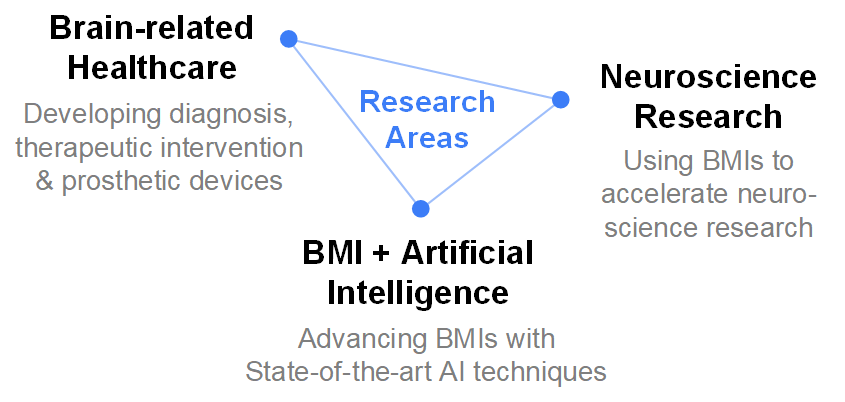 Brain-related
Healthcare
Developing diagnosis,
therapeutic intervention
& prosthetic devices
Research
Areas
Neuroscience
Research
Using BMIs to
accelerate neuro-
science research
BMI + Artificial
Intelligence
Advancing BMIs with
State-of-the-art AI techniques